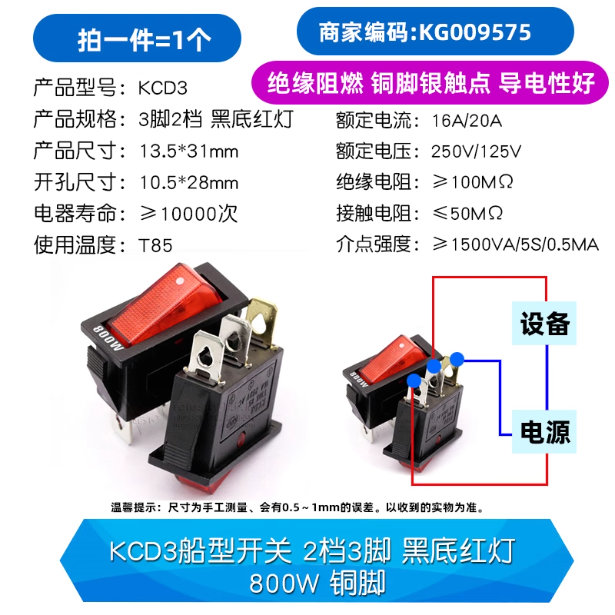 拍一件=1个
商家编码:KG009575
绝缘阻燃 铜脚银触点 导电性好
产品型号: KCD3
产品规格: 3脚2档 黑底红灯
产品尺寸: 13.5*31mm
开孔尺寸: 10.5*28mm
电器寿命: ≥10000次
使用温度: T85
额定电流: 16A/20A
额定电压: 250V/125V
绝缘电阻: ≥100MΩ
接触电阻: ≤50MΩ
介点强度: ≥1500VA/5S/0.5MA
800W
800W
设备
电源
温馨提示: 尺寸为手工测量、会有0.5~1mm的误差。以收到的实物为准。
KCD3船型开关 2档3脚 黑底红灯
800W 铜脚